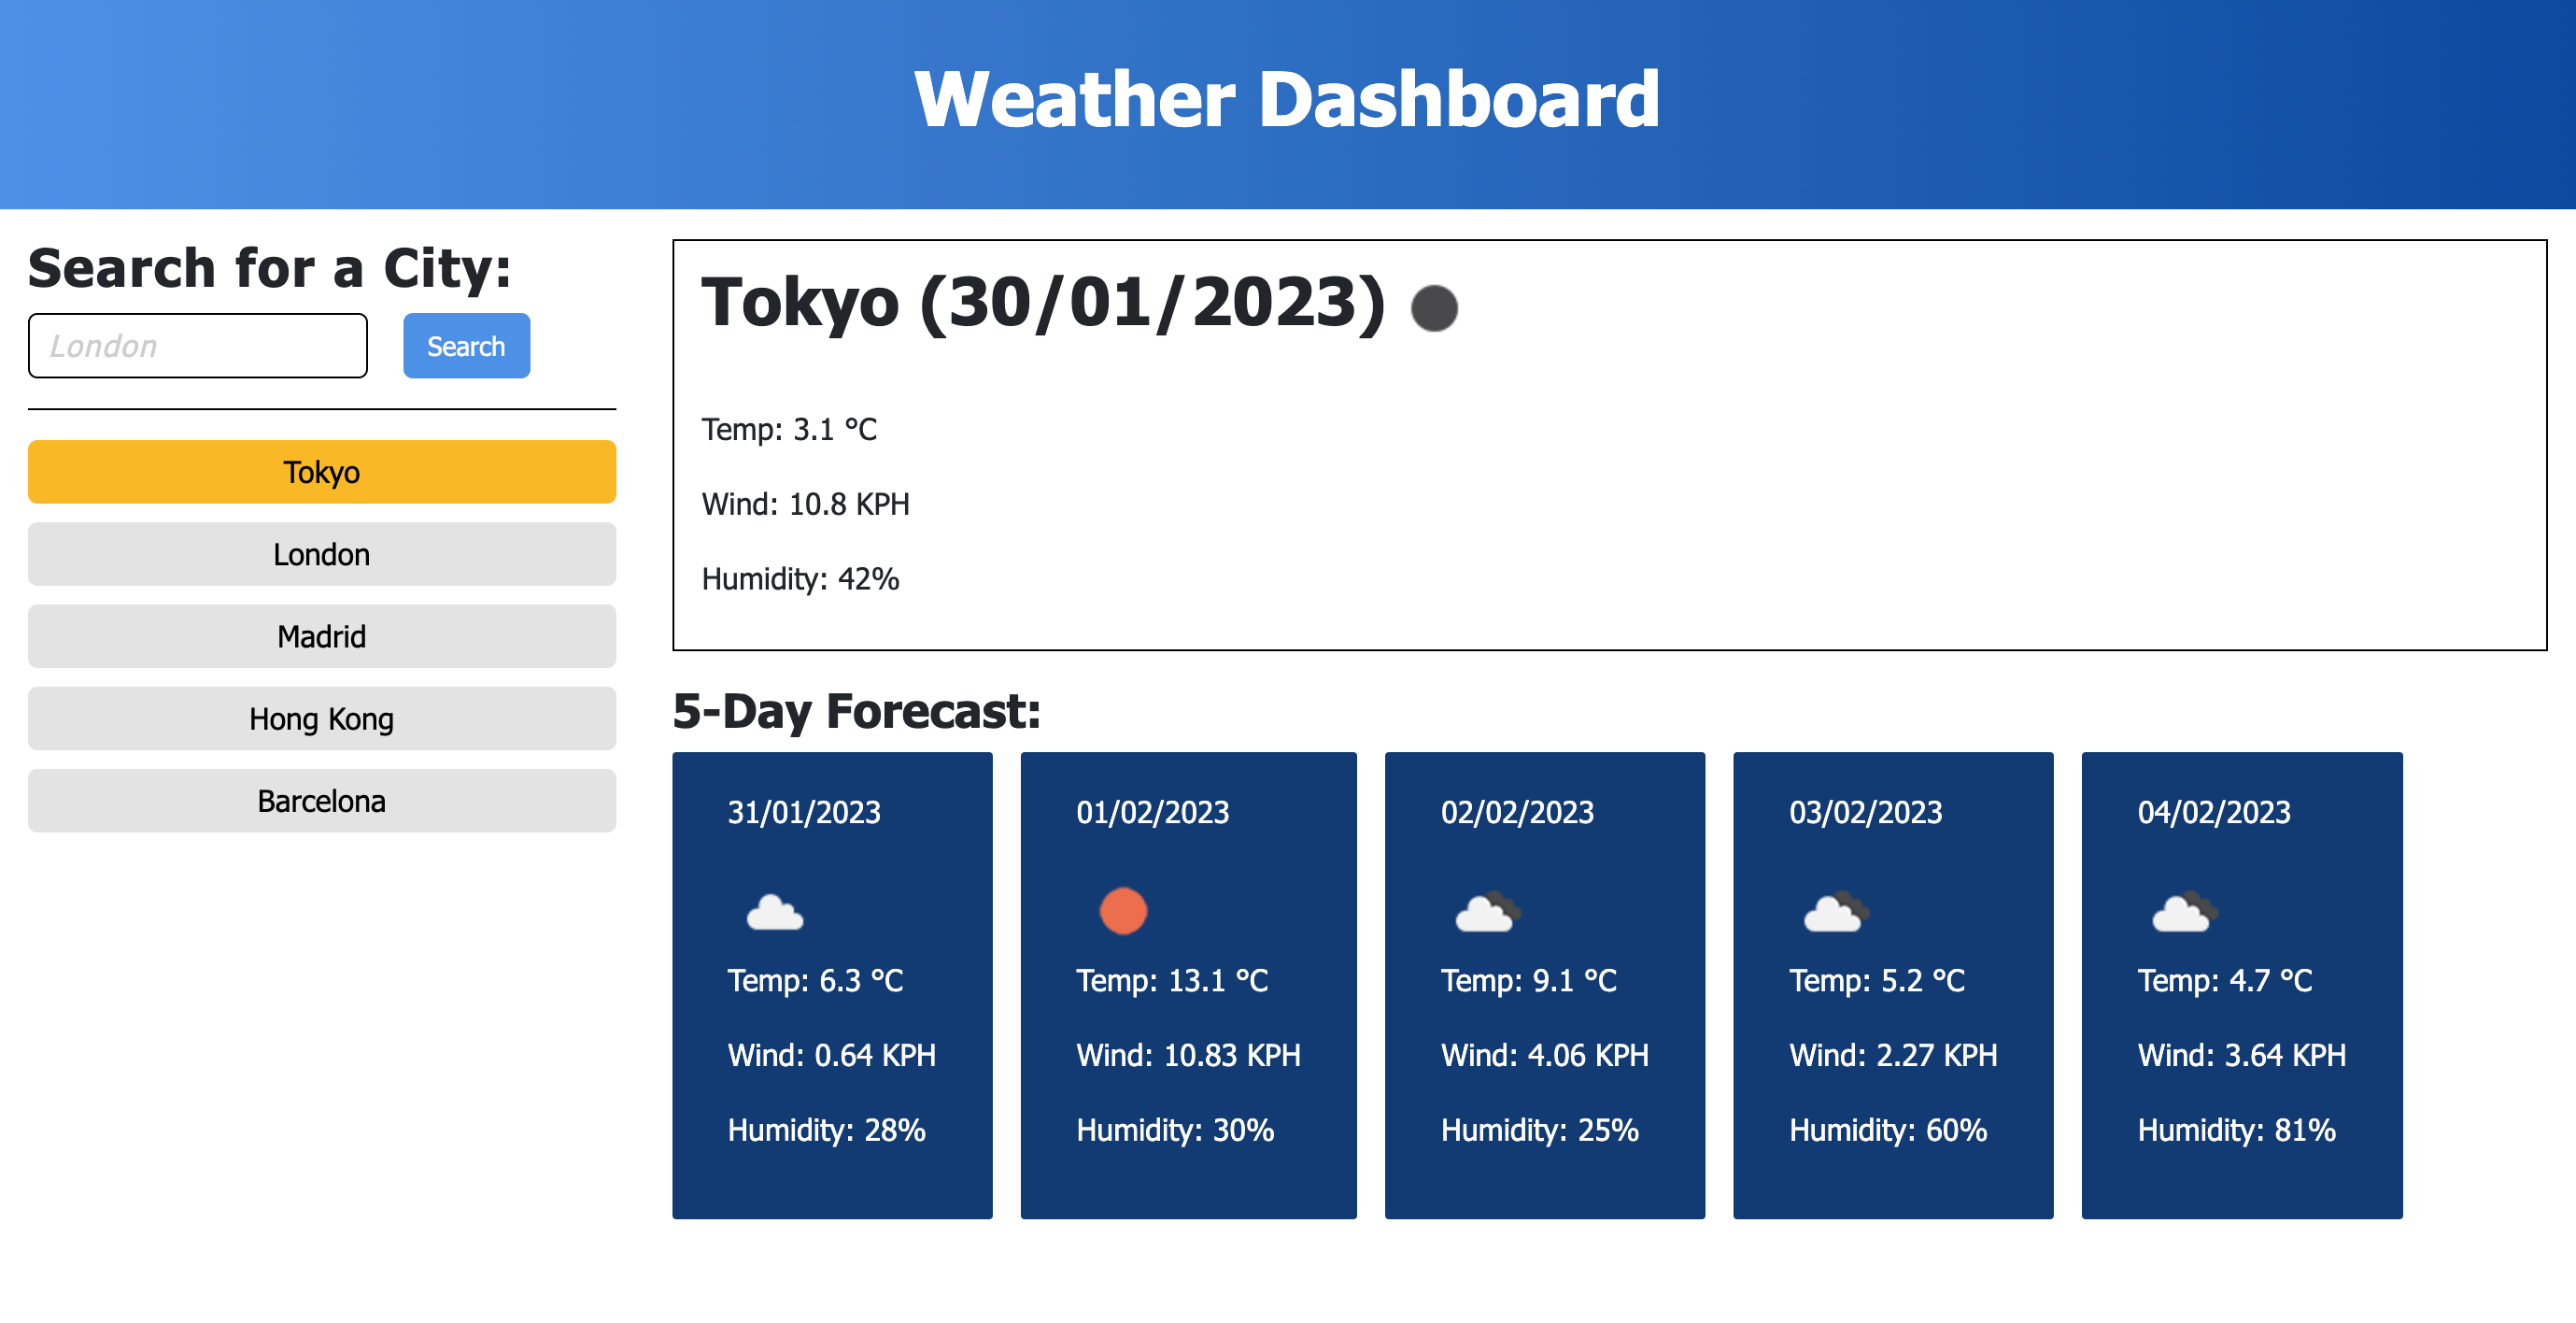 Weather Dashboard
Search for a City:
London
Search
Tokyo
London
Madrid
Hong Kong
Barcelona
Tokyo (30/01/2023)
Temp: 3.1 °C
Wind: 10.8 KPH
Humidity: 42%
5-Day Forecast:
31/01/2023
Temp: 6.3 °C
Wind: 0.64 KPH
Humidity: 28%
01/02/2023
Temp: 13.1 °C
Wind: 10.83 KPH
Humidity: 30%
02/02/2023
Temp: 9.1 °C
Wind: 4.06 KPH
Humidity: 25%
03/02/2023
Temp: 5.2 °C
Wind: 2.27 KPH
Humidity: 60%
04/02/2023
Temp: 4.7 °C
Wind: 3.64 KPH
Humidity: 81%